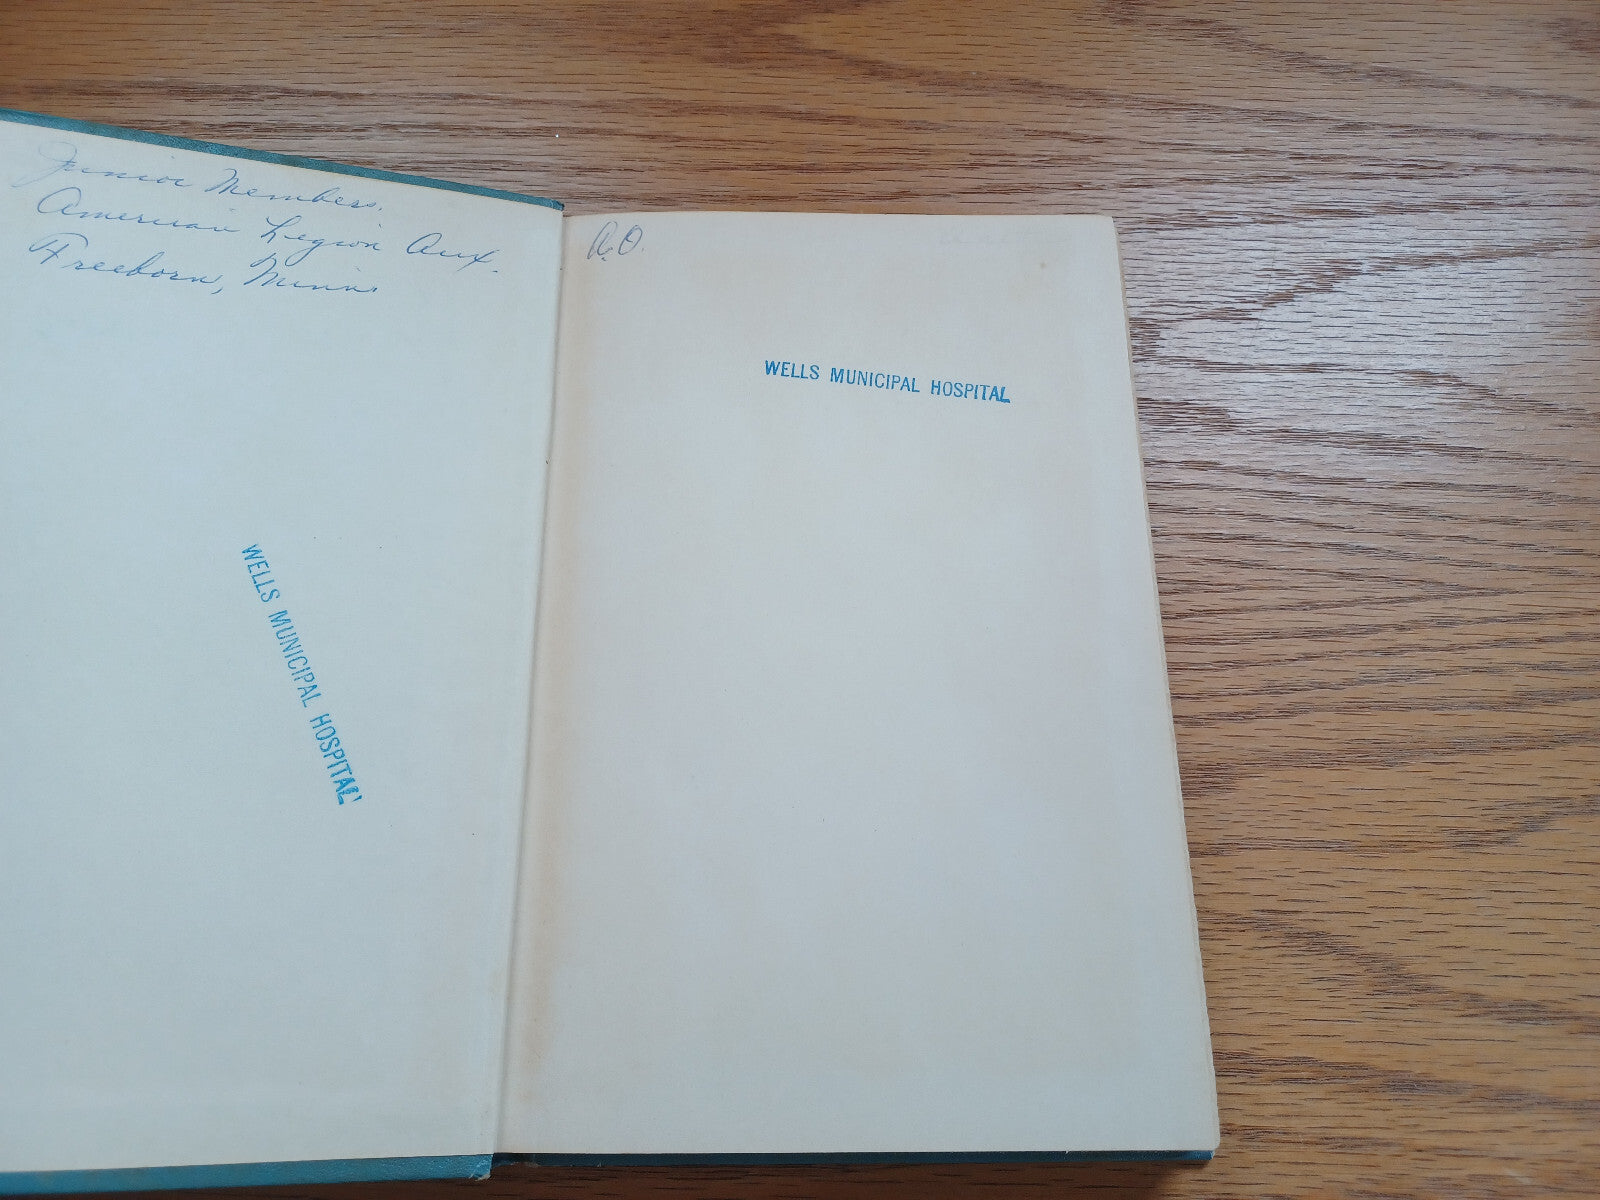 Junior Members,
American Legion Aux.
Freeborn, Minn.
WELLS MUNICIPAL HOSPITAL
WELLS MUNICIPAL HOSPITAL